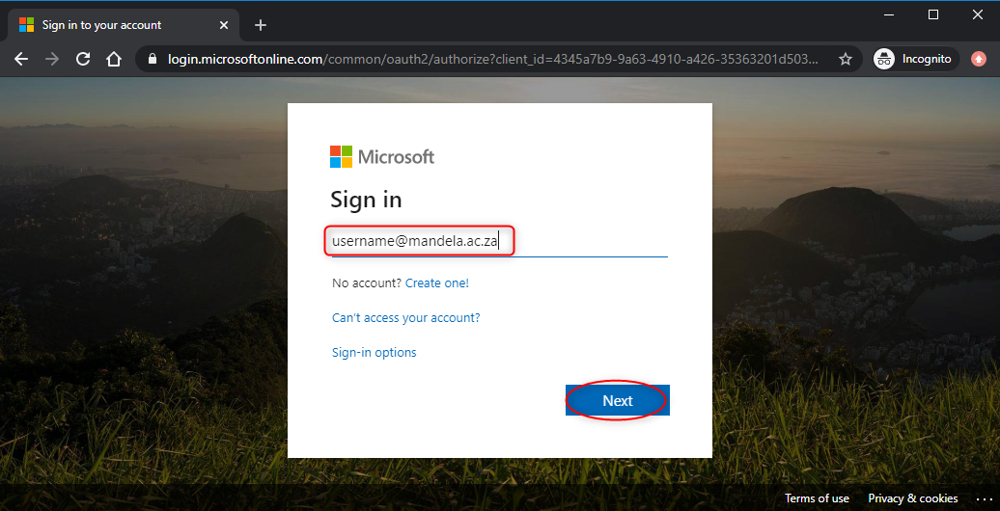 Sign in to your account
login.microsoftonline.com/common/oauth2/authorize?client_id=4345a7b9-9a63-4910-a426-35363201d503...
Incognito
Microsoft
Sign in
username@mandela.ac.za
No account? Create one!
Can't access your account?
Sign-in options
Next
Terms of use Privacy & cookies ...